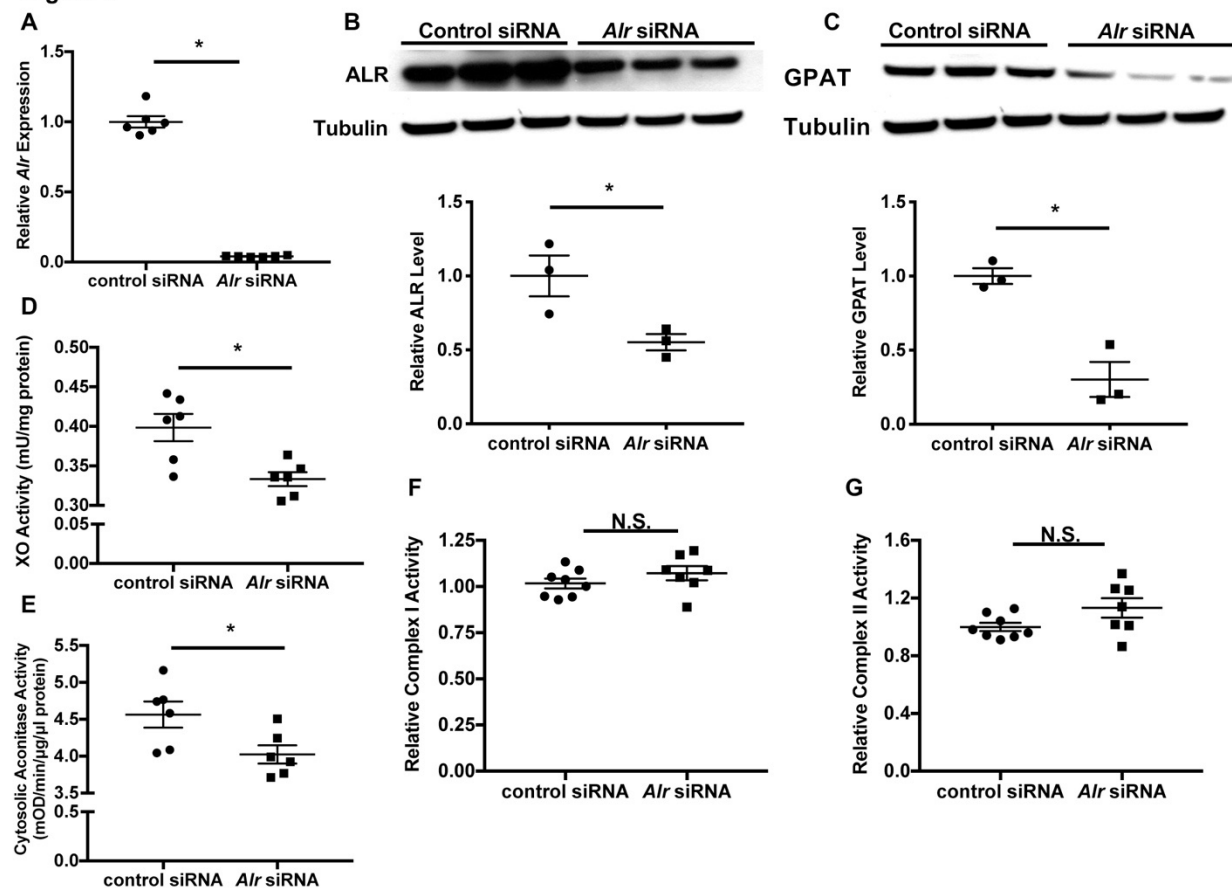 A
Relative Alr Expression
1.5
1.0
0.5
0.0
*
control siRNA Alr siRNA
B
Control siRNA Alr siRNA
ALR
Tubulin
Relative ALR Level
1.5
1.0
0.5
0.0
*
control siRNA Alr siRNA
C
Control siRNA Alr siRNA
GPAT
Tubulin
Relative GPAT Level
1.5
1.0
0.5
0.0
*
control siRNA Alr siRNA
D
XO Activity (mU/mg protein)
0.50
0.45
0.40
0.35
0.30
0.05
0.00
*
control siRNA Alr siRNA
E
Cytosolic Aconitase Activity
(mOD/min/µg/µl protein)
5.5
5.0
4.5
4.0
3.5
0.5
0.0
*
control siRNA Alr siRNA
F
Relative Complex I Activity
1.25
1.00
0.75
0.50
0.25
0.00
N.S.
control siRNA Alr siRNA
G
Relative Complex II Activity
1.6
1.2
0.8
0.4
0.0
N.S.
control siRNA Alr siRNA